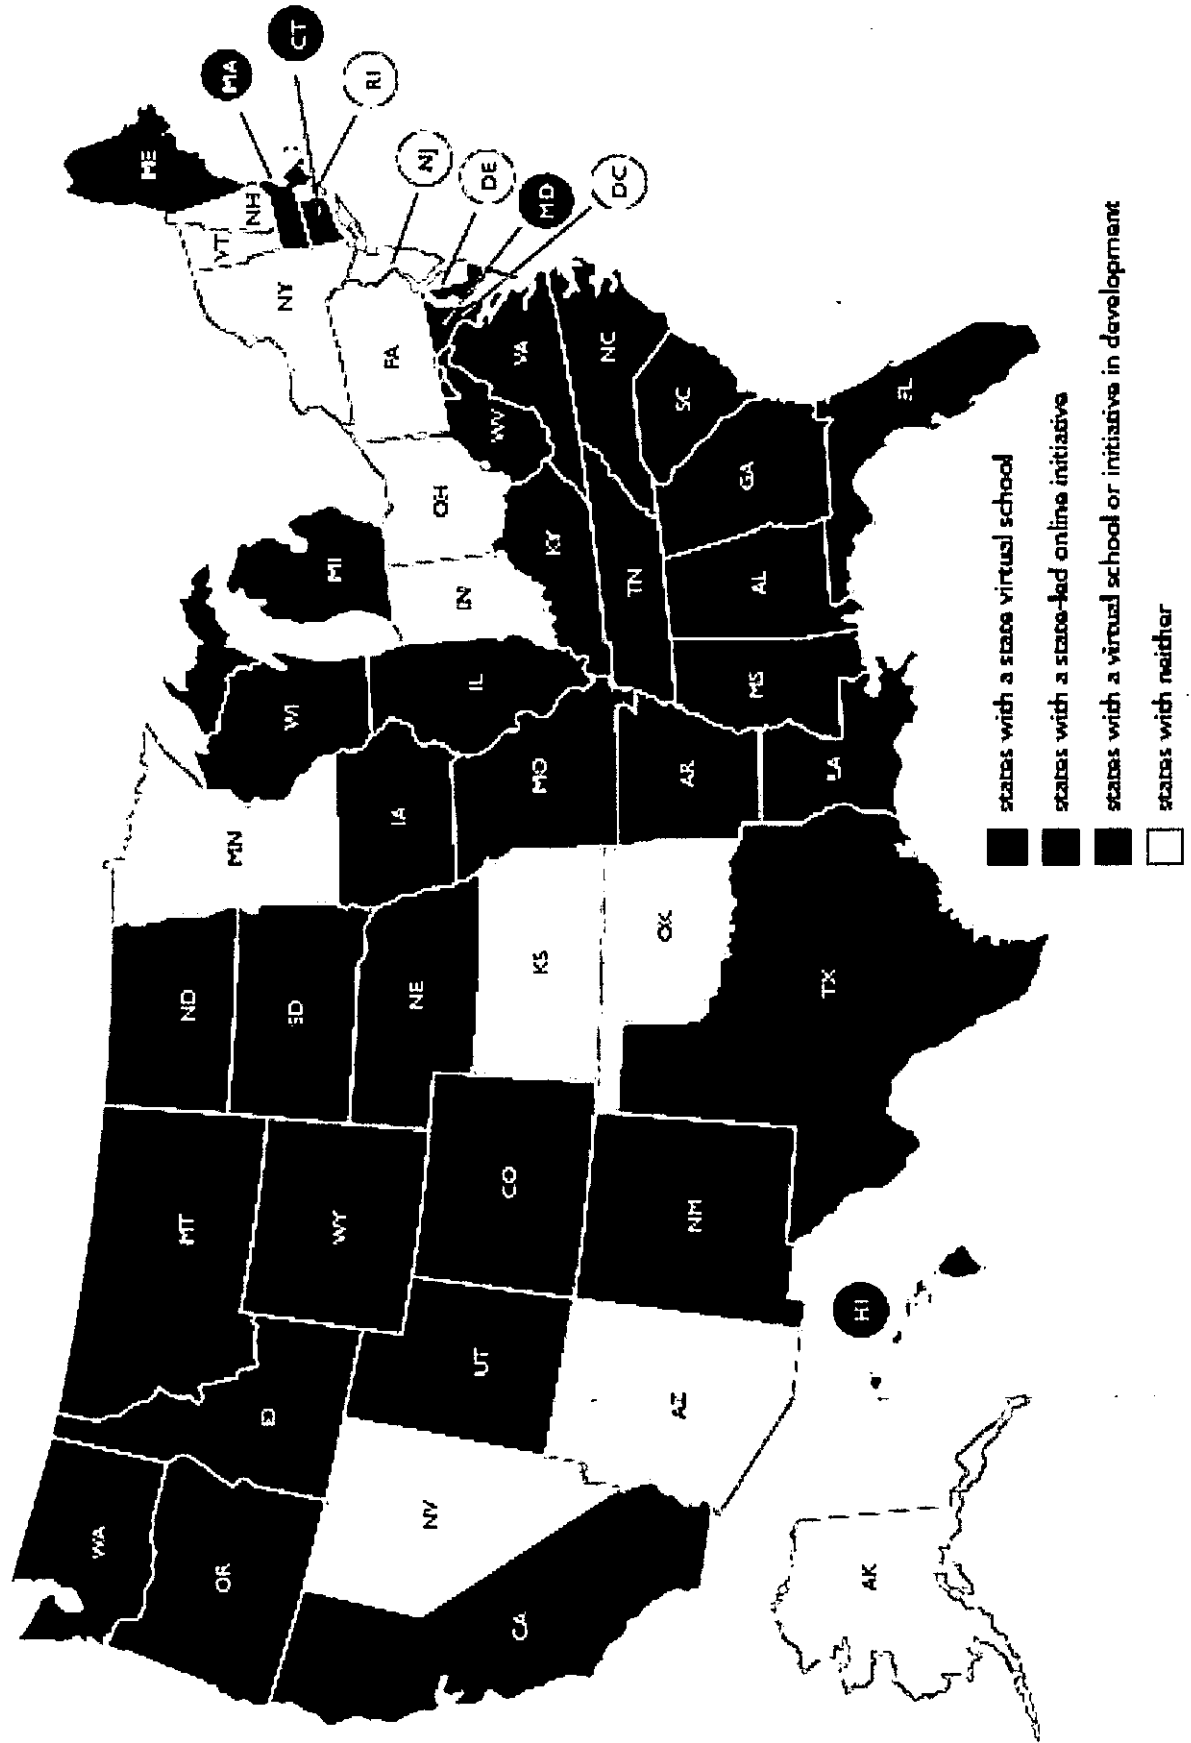 WA
OR
CA
NV
ID
MT
WY
UT
AZ
CO
NM
ND
SD
NE
KS
OK
TX
MN
IA
MO
AR
LA
WI
IL
MS
MI
IN
KY
TN
AL
OH
WV
GA
FL
SC
NC
VA
PA
NY
VT
NH
ME
MA
CT
RI
NJ
DE
MD
DC
AK
HI
states with a state virtual school
states with a state-led online initiative
states with a virtual school or initiative in development
states with neither